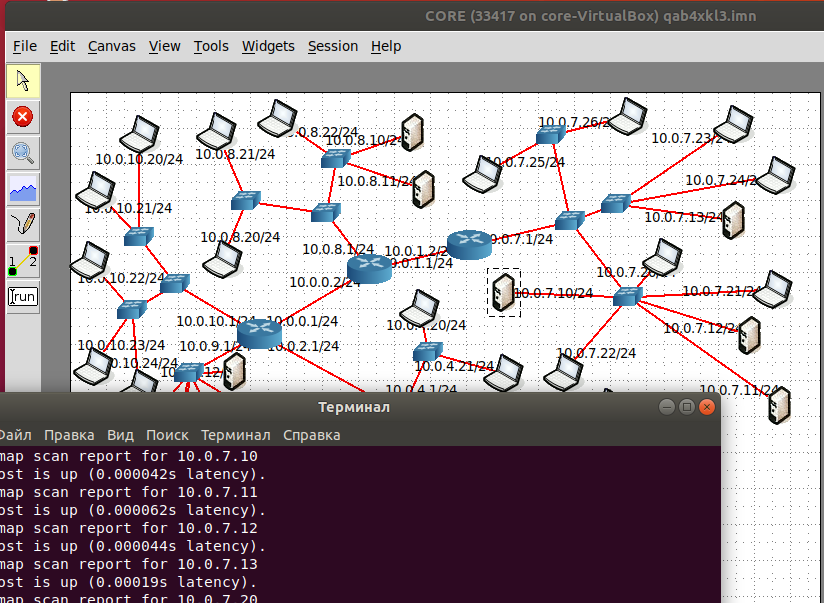 CORE (33417 on core-VirtualBox) qab4xkl3.imn
File Edit Canvas View Tools Widgets Session Help
10.0.8.22/24
10.0.8.10/24
10.0.7.26/2
10.0.7.23/2
10.0.10.20/24
10.0.8.21/24
10.0.7.25/24
10.0.8.11/24
10.0.7.24/2
10.0.10.21/24
10.0.7.13/24
10.0.8.20/24
10.0.8.1/24
10.0.1.2/2
0.0.7.1/24
0.0.1.1/24
10.0.10.22/24
10.0.0.2/24
10.0.7.10/24
10.0.7.21/24
1
2
run
10.0.10.1/24
10.0.0.1/24
10.0.7.12/24
10.0.10.23/24
10.0.9.1/2
10.0.2.1/24
10.0.7.22/24
0.10.24/24
10.0.4.21/24
10.0.4.1/24
10.0.7.11/24
Терминал
Файл Правка Вид Поиск Терминал Справка
map scan report for 10.0.7.10
ost is up (0.000042s latency).
map scan report for 10.0.7.11
ost is up (0.000062s latency).
map scan report for 10.0.7.12
ost is up (0.000044s latency).
map scan report for 10.0.7.13
ost is up (0.00019s latency).
map scan report for 10.0.7.20